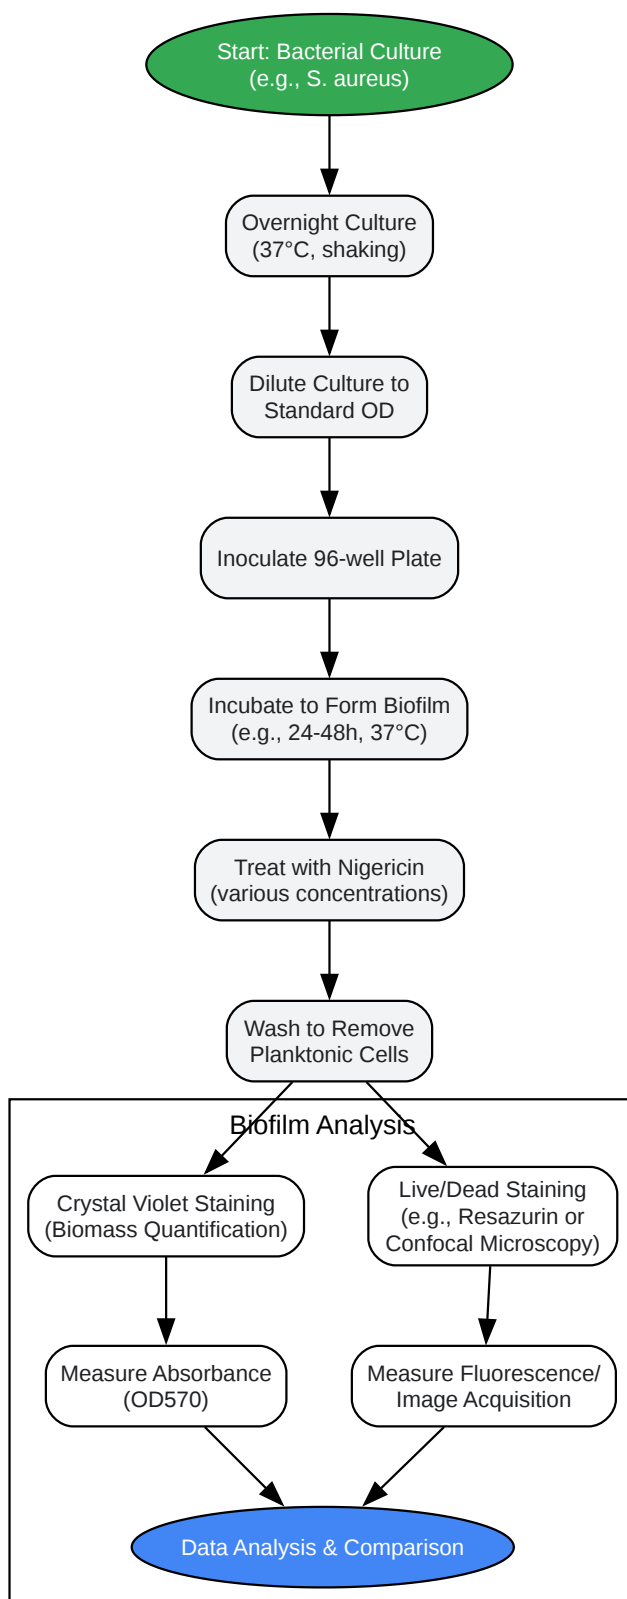 Start: Bacterial Culture
(e.g., S. aureus)
Overnight Culture
(37°C, shaking)
Dilute Culture to
Standard OD
Inoculate 96-well Plate
Incubate to Form Biofilm
(e.g., 24-48h, 37°C)
Treat with Nigericin
(various concentrations)
Wash to Remove
Planktonic Cells
Biofilm Analysis
Crystal Violet Staining
(Biomass Quantification)
Live/Dead Staining
(e.g., Resazurin or
Confocal Microscopy)
Measure Absorbance
(OD570)
Measure Fluorescence/
Image Acquisition
Data Analysis & Comparison